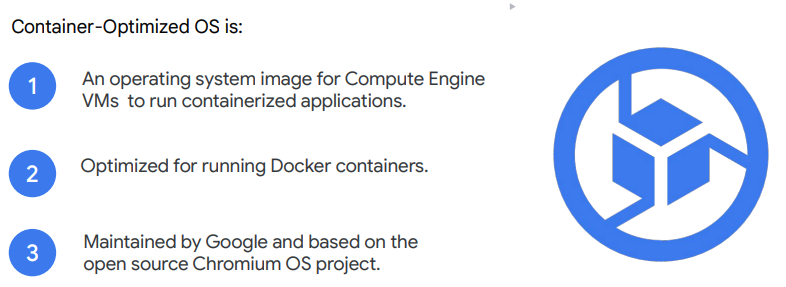 Container-Optimized OS is:
1
An operating system image for Compute Engine
VMs  to run containerized applications.
2
Optimized for running Docker containers.
3
Maintained by Google and based on the
open source Chromium OS project.